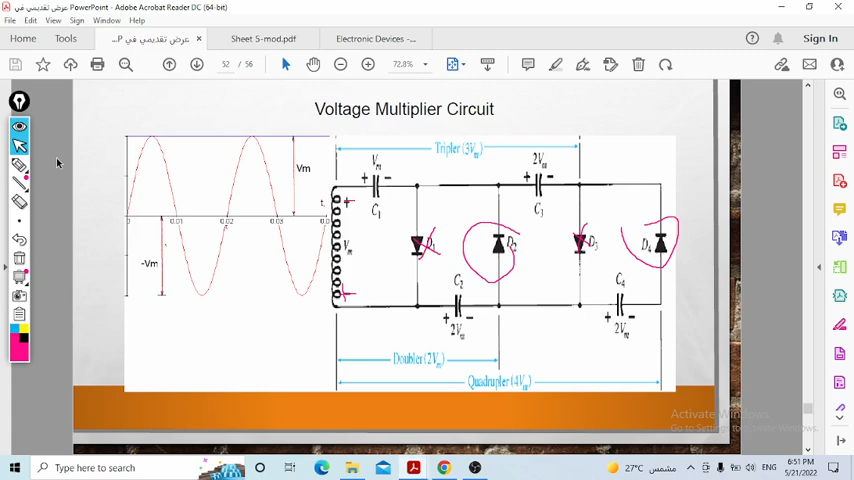 عرض تقديمي في PowerPoint - Adobe Acrobat Reader DC (64-bit)
File Edit View Sign Window Help
Home Tools عرض تقديمي في P... × Sheet 5-mod.pdf Electronic Devices -... Sign In
52 / 56 72.8%
Voltage Multiplier Circuit
Tripler (3Vm)
Vm
+ -
C1
2Vm
+ -
C3
Vm
-Vm
0
0.01
0.02
0.03
t,
+
Vm
D1
D2
D3
D4
C2
+ -
2Vm
C4
+ -
2Vm
Doubler (2Vm)
Quadrupler (4Vm)
Activate Windows
Go to Settings to activate Windows.
Type here to search
27°C مشمس
ENG
6:51 PM
5/21/2022